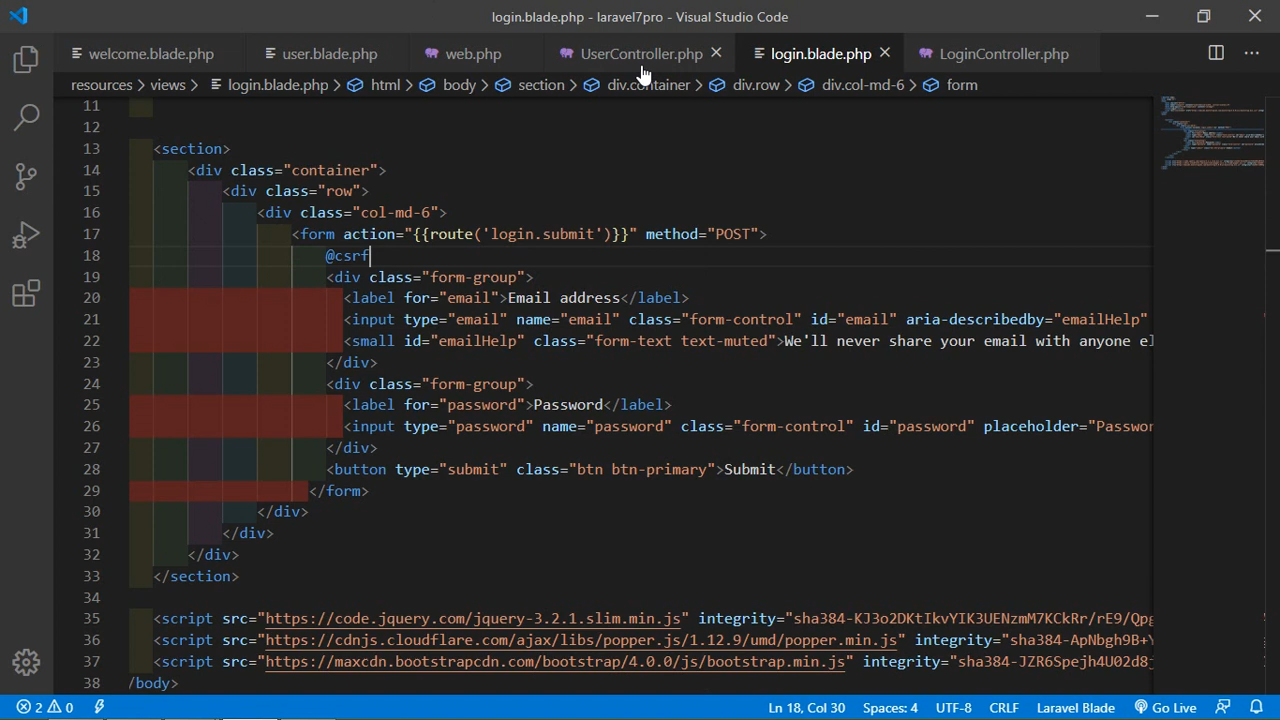 login.blade.php - laravel7pro - Visual Studio Code
welcome.blade.php user.blade.php web.php UserController.php login.blade.php LoginController.php
resources > views > login.blade.php > html > body > section > div.container > div.row > div.col-md-6 > form
11
12
13 <section>
14 <div class="container">
15 <div class="row">
16 <div class="col-md-6">
17 <form action="{{route('login.submit')}}" method="POST">
18 @csrf
19 <div class="form-group">
20 <label for="email">Email address</label>
21 <input type="email" name="email" class="form-control" id="email" aria-describedby="emailHelp"
22 <small id="emailHelp" class="form-text text-muted">We'll never share your email with anyone el
23 </div>
24 <div class="form-group">
25 <label for="password">Password</label>
26 <input type="password" name="password" class="form-control" id="password" placeholder="Passwor
27 </div>
28 <button type="submit" class="btn btn-primary">Submit</button>
29 </form>
30 </div>
31 </div>
32 </div>
33 </section>
34
35 <script src="https://code.jquery.com/jquery-3.2.1.slim.min.js" integrity="sha384-KJ3o2DKtIkvYIK3UENzmM7KCkRr/rE9/Qpg
36 <script src="https://cdnjs.cloudflare.com/ajax/libs/popper.js/1.12.9/umd/popper.min.js" integrity="sha384-ApNbgh9B+Y
37 <script src="https://maxcdn.bootstrapcdn.com/bootstrap/4.0.0/js/bootstrap.min.js" integrity="sha384-JZR6Spejh4U02d8j
38 /body>
2 0 Ln 18, Col 30 Spaces: 4 UTF-8 CRLF Laravel Blade Go Live